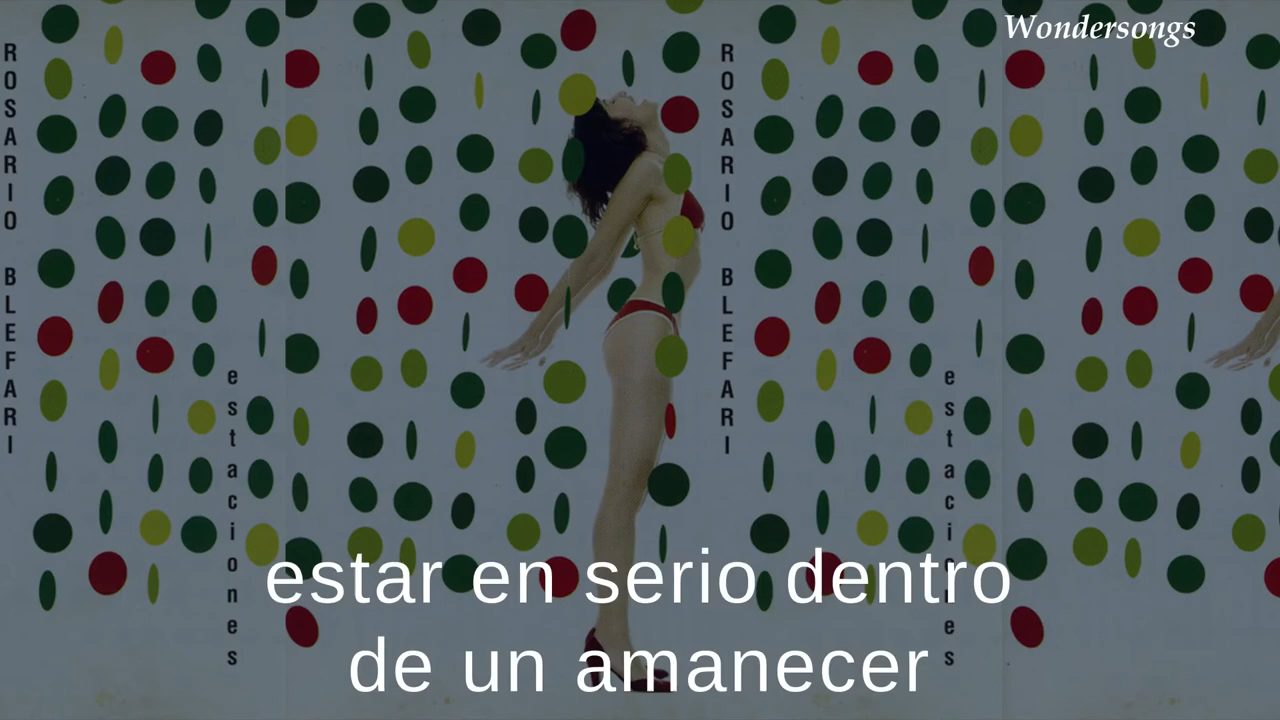 Wondersongs
ROSARIO BLEFARI
estaciones
ROSARIO BLEFARI
estaciones
estar en serio dentro
de un amanecer